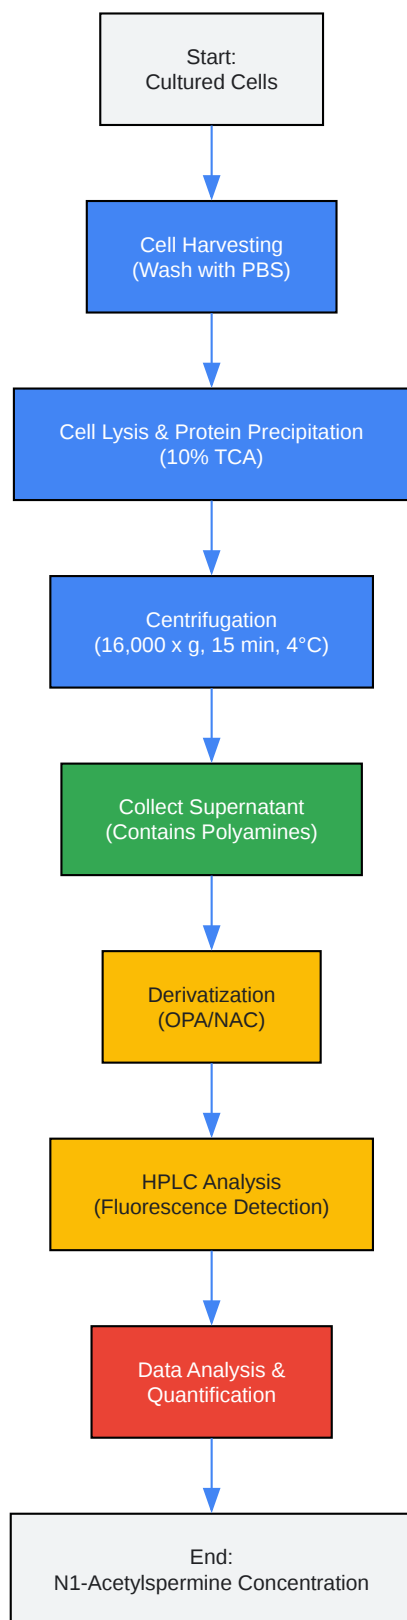 Start:
Cultured Cells
Cell Harvesting
(Wash with PBS)
Cell Lysis & Protein Precipitation
(10% TCA)
Centrifugation
(16,000 x g, 15 min, 4°C)
Collect Supernatant
(Contains Polyamines)
Derivatization
(OPA/NAC)
HPLC Analysis
(Fluorescence Detection)
Data Analysis &
Quantification
End:
N1-Acetylspermine Concentration